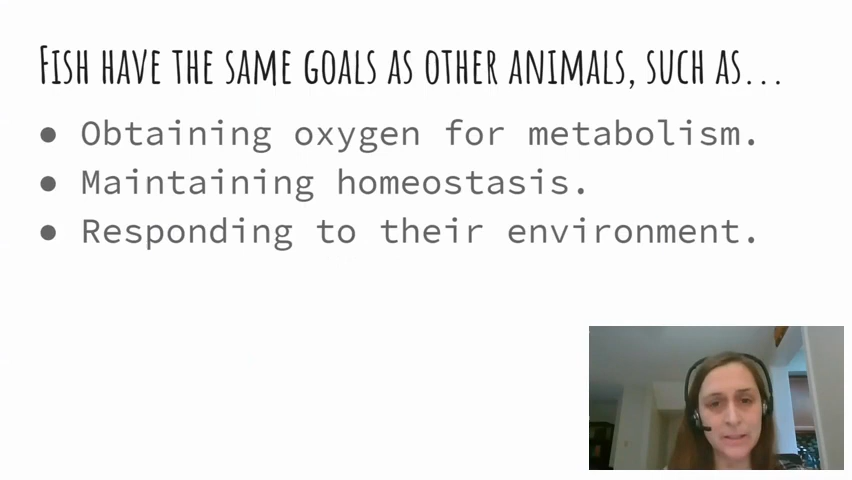 Fish have the same goals as other animals, such as...
● Obtaining oxygen for metabolism.
● Maintaining homeostasis.
● Responding to their environment.